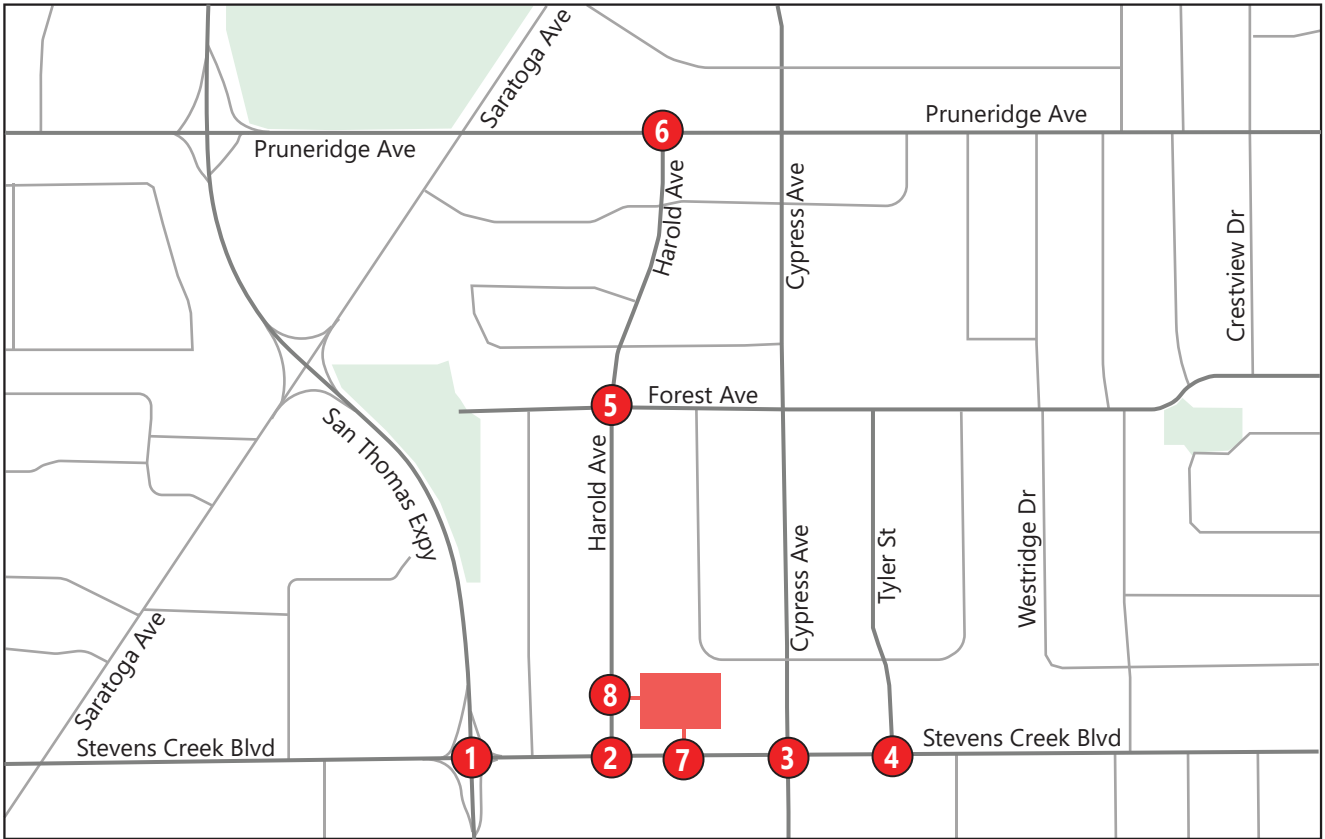 Saratoga Ave
6
Pruneridge Ave
Pruneridge Ave
Harold Ave
Cypress Ave
Crestview Dr
5
Forest Ave
San Thomas Expy
Harold Ave
Cypress Ave
Tyler St
Westridge Dr
Saratoga Ave
8
Stevens Creek Blvd
1
2
7
3
4
Stevens Creek Blvd